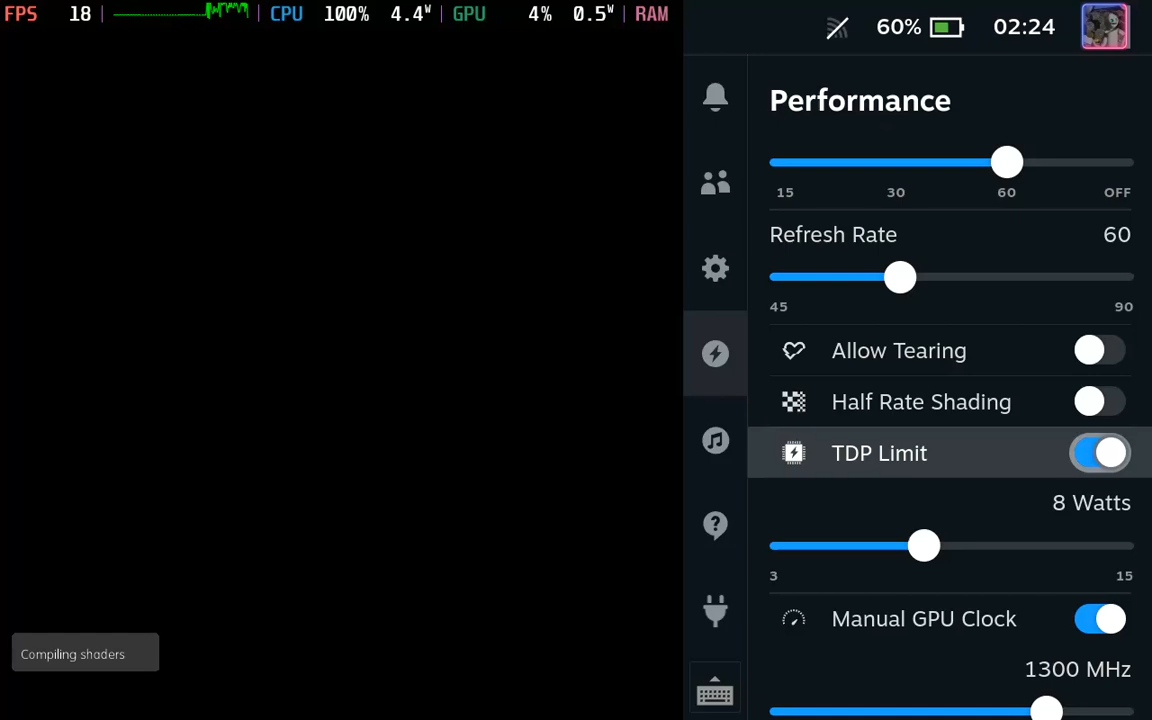 FPS 18 CPU 100% 4.4W GPU 4% 0.5W RAM
60% 02:24
Performance
15 30 60 OFF
Refresh Rate 60
45 90
Allow Tearing
Half Rate Shading
TDP Limit
8 Watts
3 15
Manual GPU Clock
1300 MHz
Compiling shaders